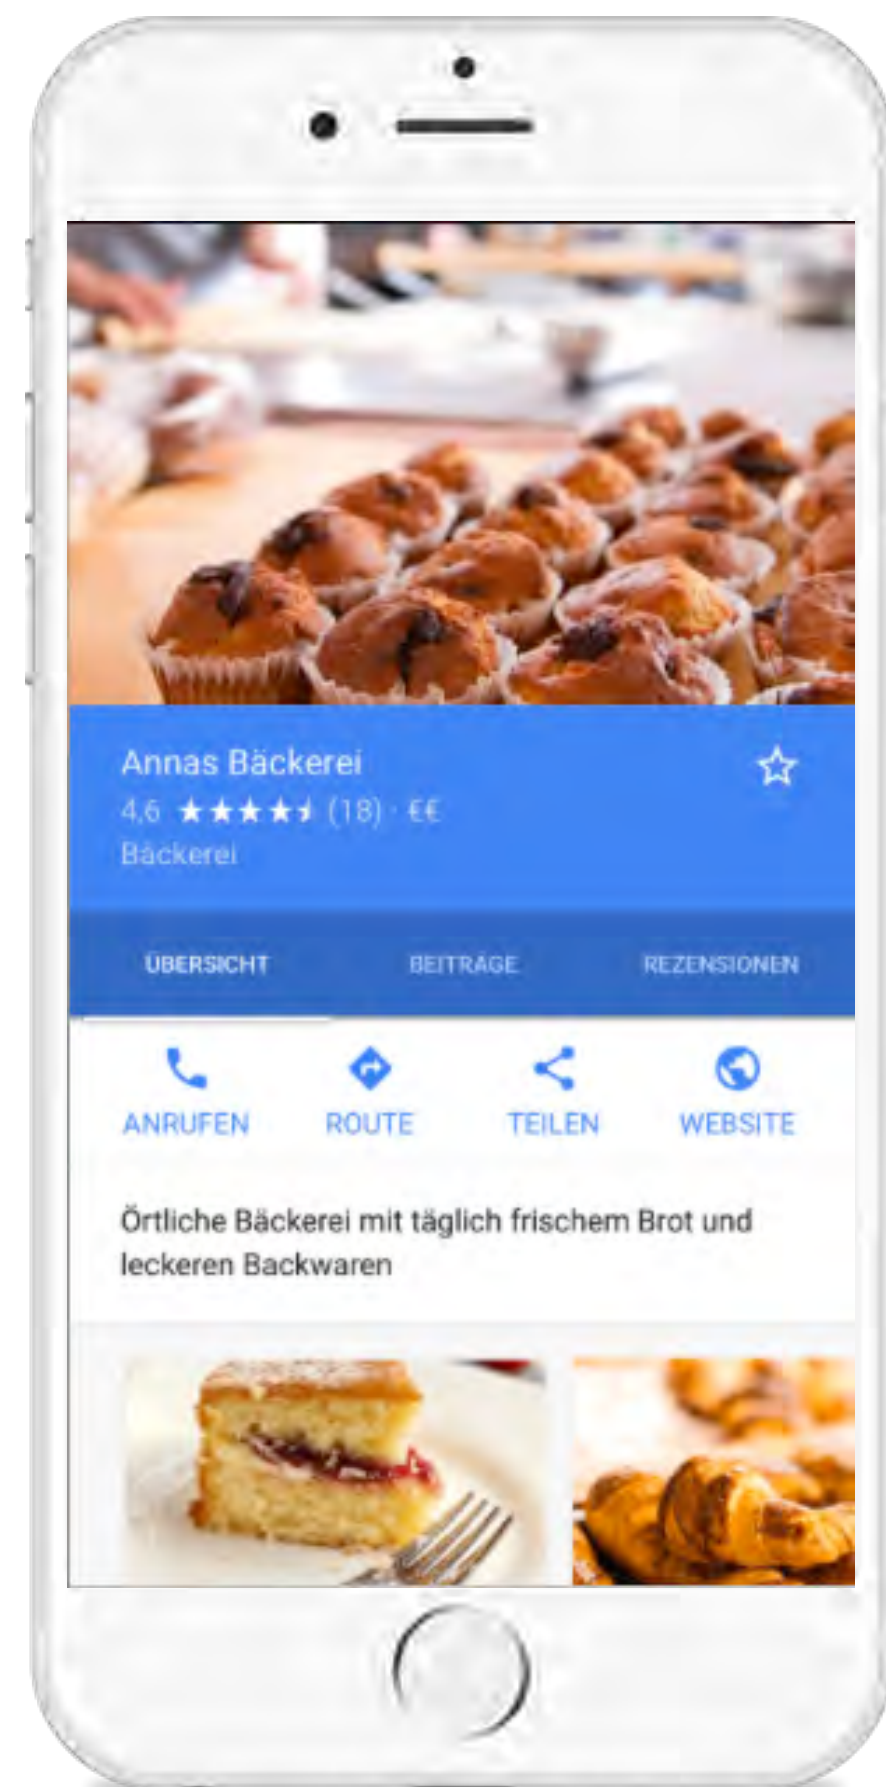 Annas Bäckerei
4,6 ★★★★⯨ (18) · €€
Bäckerei
ÜBERSICHT BEITRÄGE REZENSIONEN
ANRUFEN ROUTE TEILEN WEBSITE
Örtliche Bäckerei mit täglich frischem Brot und
leckeren Backwaren